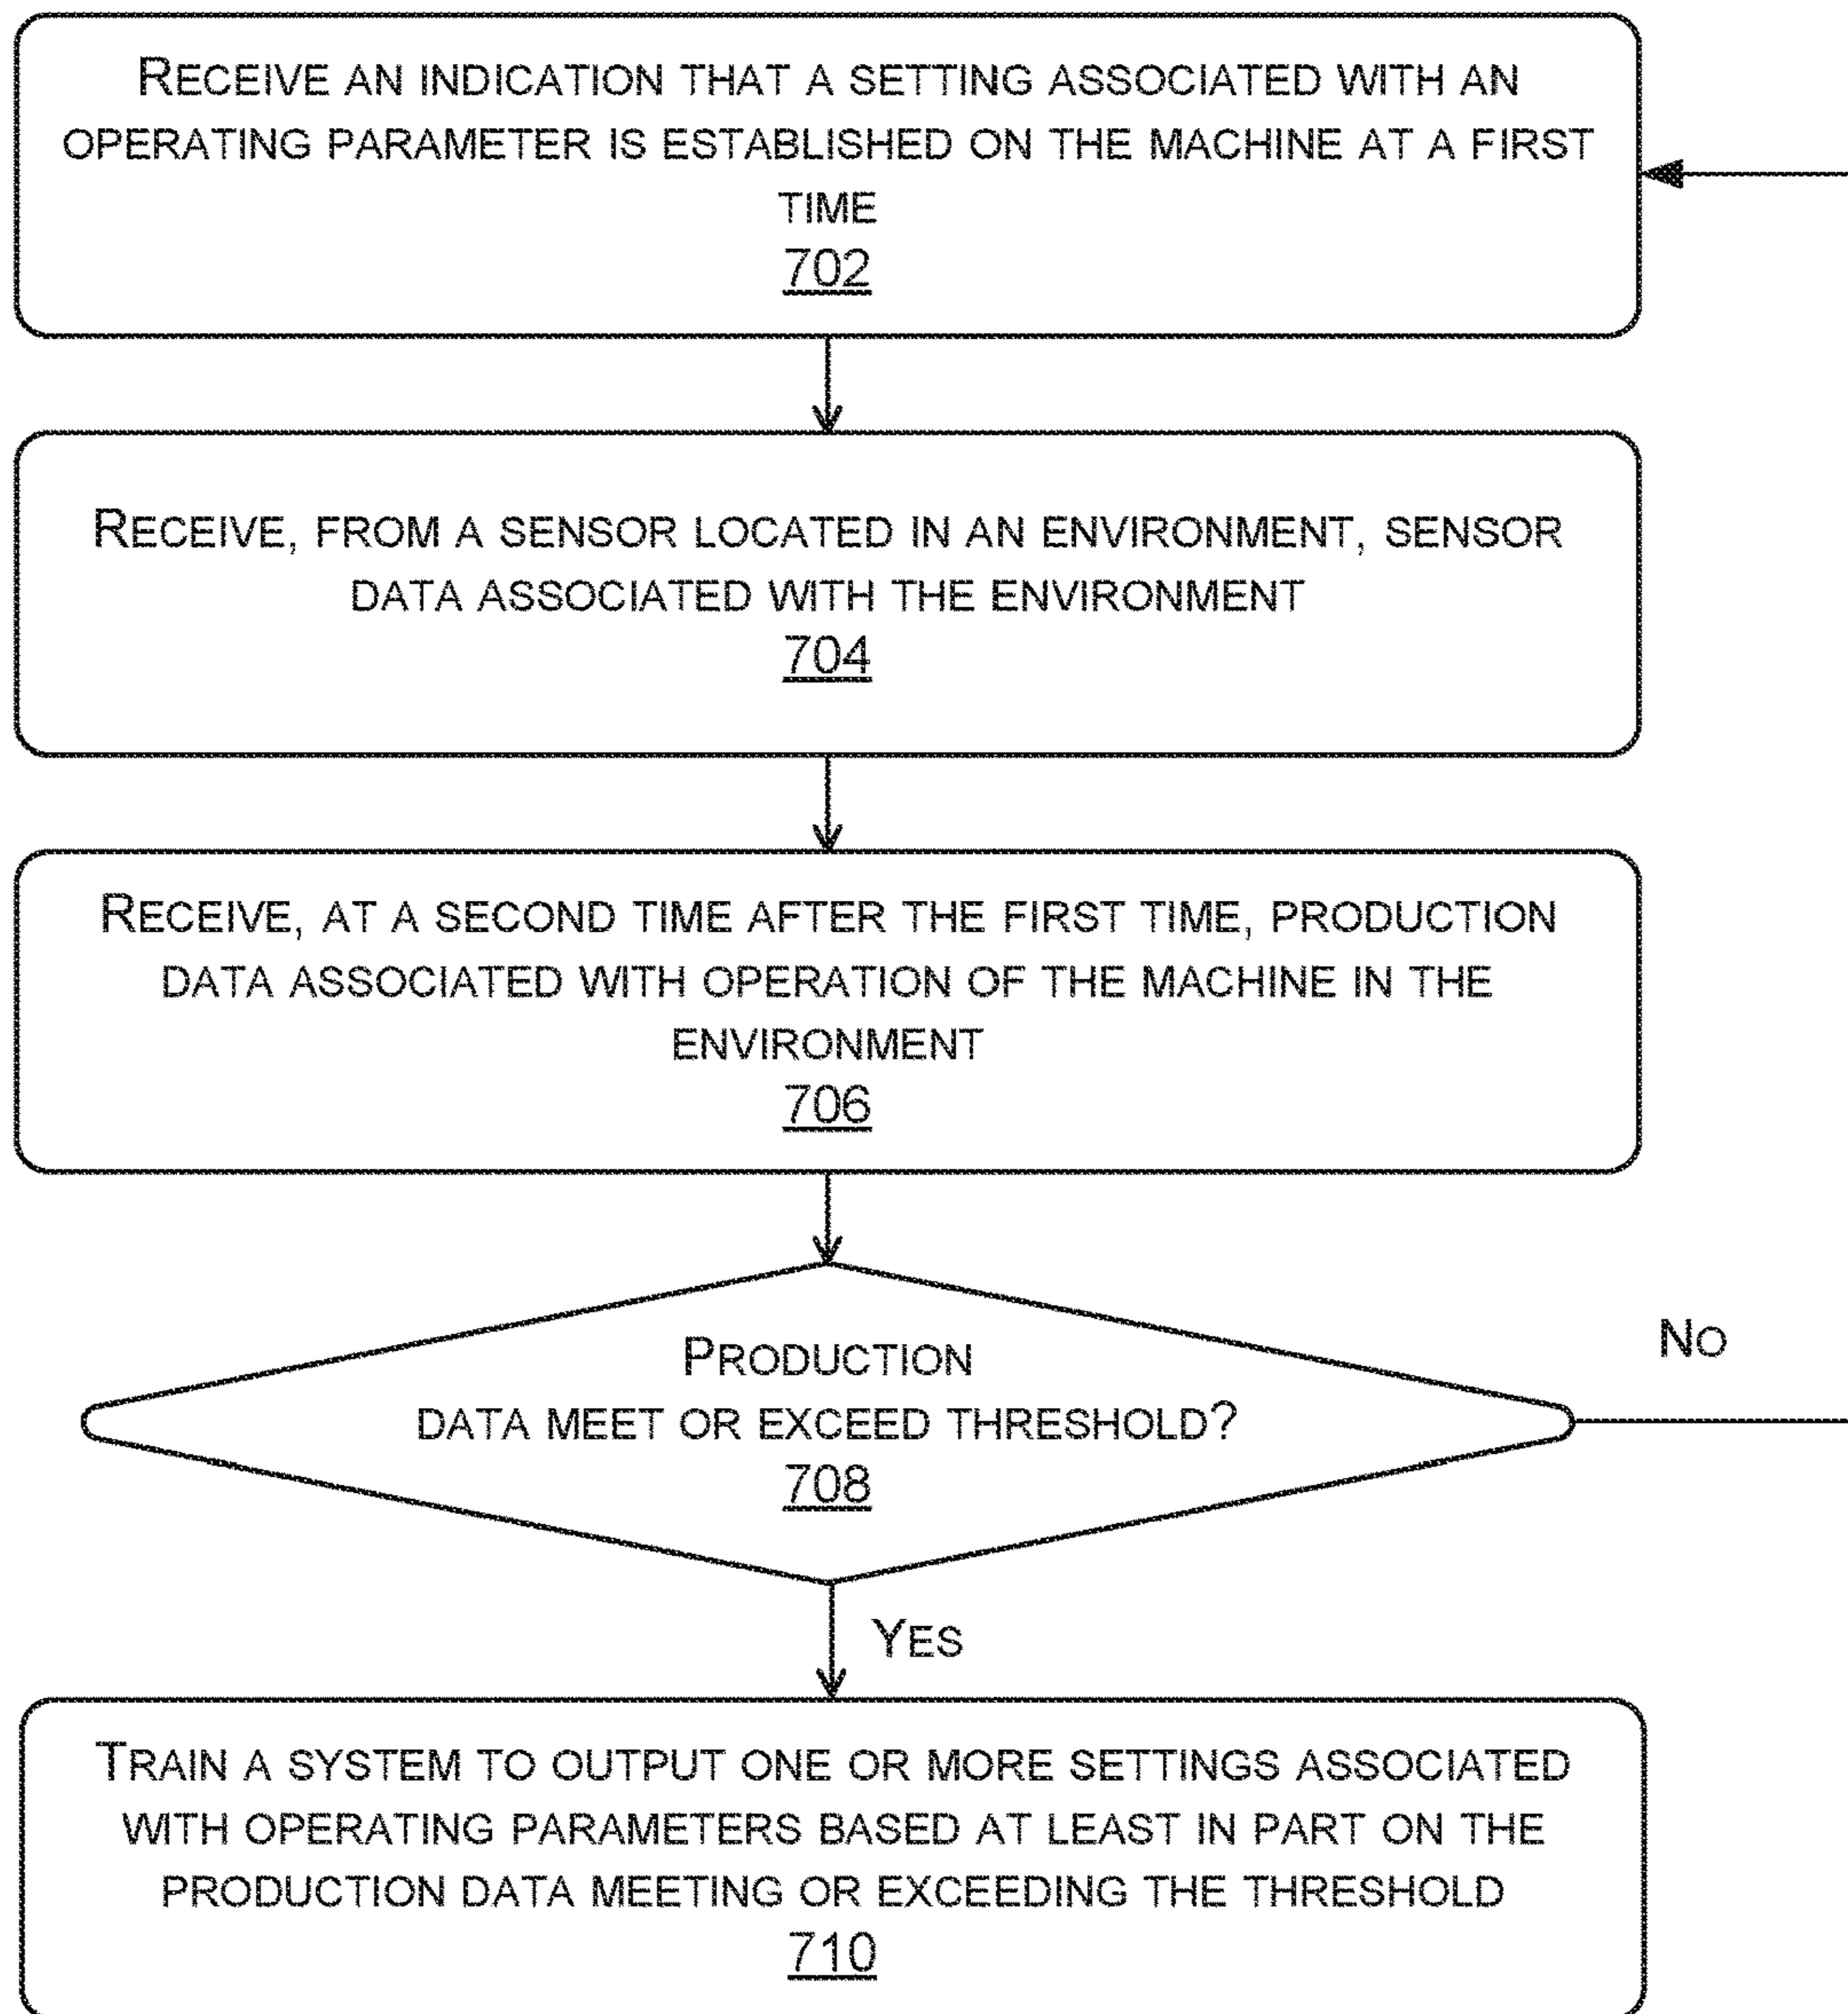 RECEIVE AN INDICATION THAT A SETTING ASSOCIATED WITH AN
OPERATING PARAMETER IS ESTABLISHED ON THE MACHINE AT A FIRST
TIME
702
RECEIVE, FROM A SENSOR LOCATED IN AN ENVIRONMENT, SENSOR
DATA ASSOCIATED WITH THE ENVIRONMENT
704
RECEIVE, AT A SECOND TIME AFTER THE FIRST TIME, PRODUCTION
DATA ASSOCIATED WITH OPERATION OF THE MACHINE IN THE
ENVIRONMENT
706
PRODUCTION
DATA MEET OR EXCEED THRESHOLD?
708
NO
YES
TRAIN A SYSTEM TO OUTPUT ONE OR MORE SETTINGS ASSOCIATED
WITH OPERATING PARAMETERS BASED AT LEAST IN PART ON THE
PRODUCTION DATA MEETING OR EXCEEDING THE THRESHOLD
710